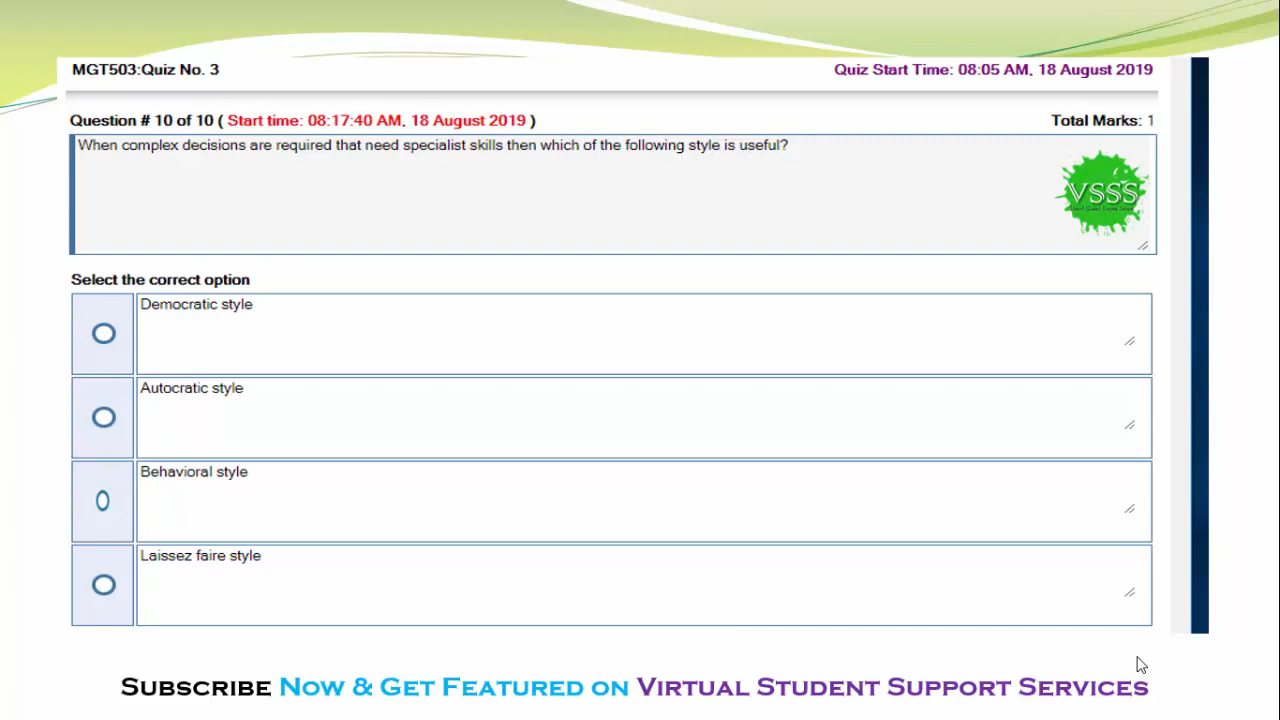 MGT503:Quiz No. 3
Quiz Start Time: 08:05 AM, 18 August 2019
Question # 10 of 10 ( Start time: 08:17:40 AM, 18 August 2019 )
Total Marks: 1
When complex decisions are required that need specialist skills then which of the following style is useful?
VSSS
Select the correct option
Democratic style
Autocratic style
Behavioral style
Laissez faire style
SUBSCRIBE NOW & GET FEATURED ON VIRTUAL STUDENT SUPPORT SERVICES